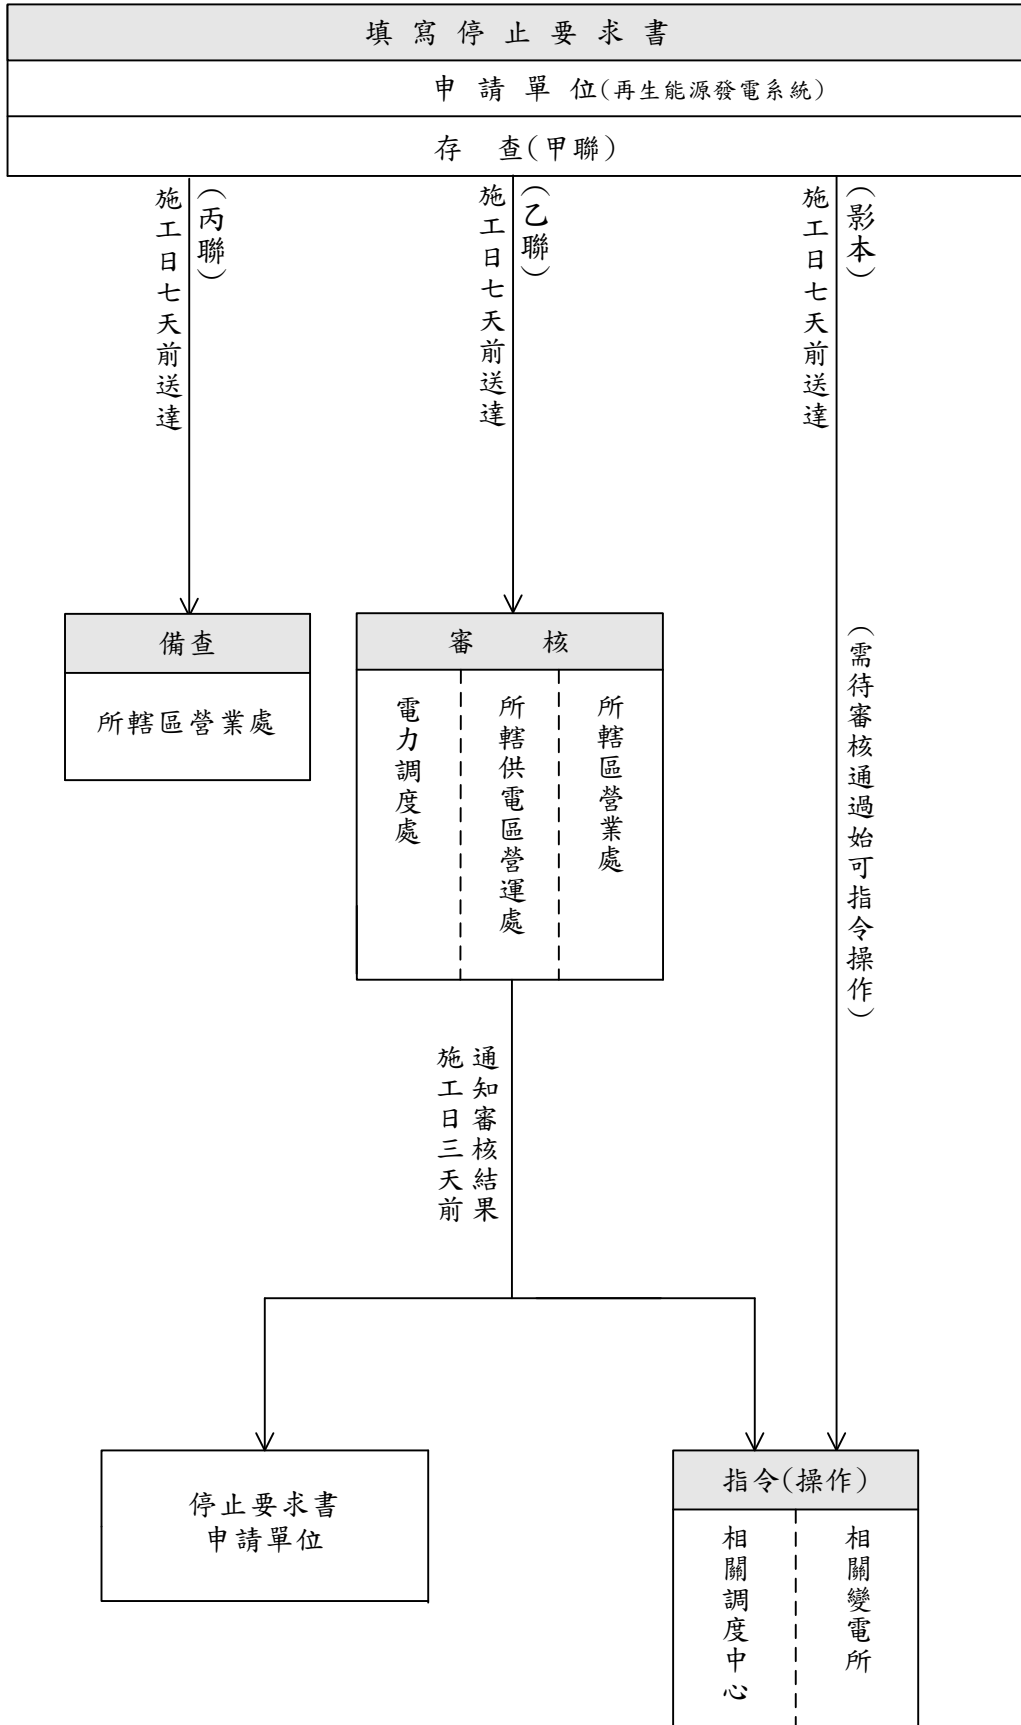 填寫停止要求書
申請單位(再生能源發電系統)
存 查(甲聯)
(丙聯)
施工日七天前送達
(乙聯)
施工日七天前送達
(影本)
施工日七天前送達
備查
所轄區營業處
審 核
電力調度處
所轄供電區營運處
所轄區營業處
(需待審核通過始可指令操作)
通知審核結果
施工日三天前
停止要求書
申請單位
指令(操作)
相關調度中心
相關變電所